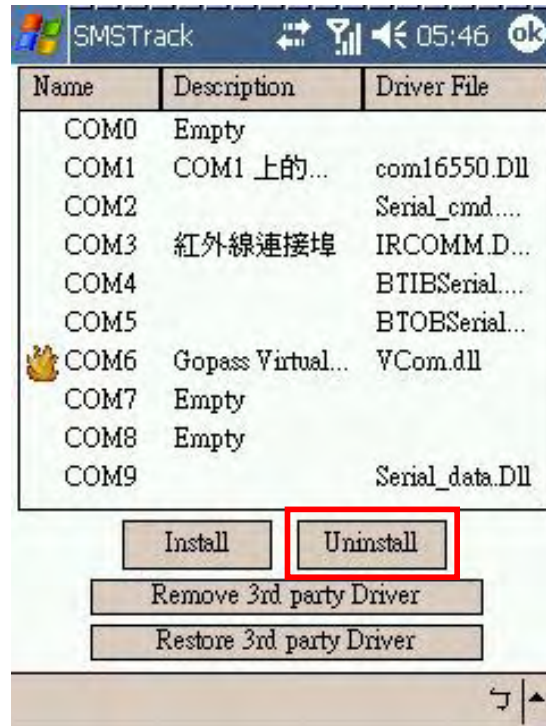 SMSTrack 05:46 ok
Name Description Driver File
COM0 Empty
COM1 COM1 上的... com16550.Dll
COM2 Serial_cmd....
COM3 紅外線連接埠 IRCOMM.D...
COM4 BTIBSerial....
COM5 BTOBSerial...
COM6 Gopass Virtual... VCom.dll
COM7 Empty
COM8 Empty
COM9 Serial_data.Dll
Install Uninstall
Remove 3rd party Driver
Restore 3rd party Driver
ㄅ